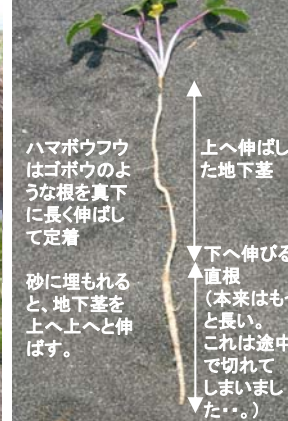 ハマボウフウ
はゴボウのよ
うな根を真下
に長く伸ばし
て定着
砂に埋もれる
と、地下茎を
上へ上へと伸
ばす。
上へ伸ばし
た地下茎
下へ伸びる
直根
(本来はもっ
と長い。
これは途中
で切れて
しまいまし
た・・。)